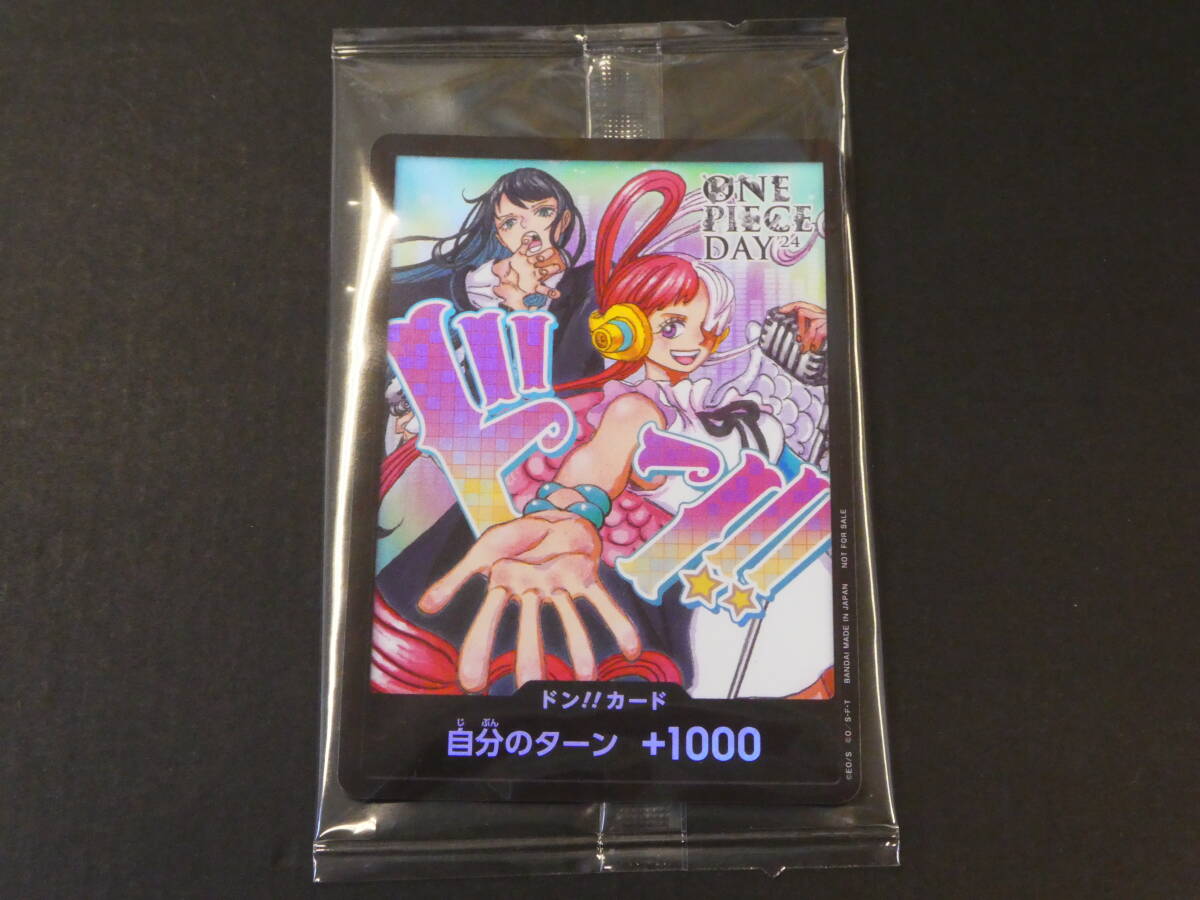 ONE
PIECE
DAY '24
ドン!!
ドン!!カード
じ ぶん
自分のターン +1000
©EO/S ©O/S・F・T BANDAI MADE IN JAPAN NOT FOR SALE